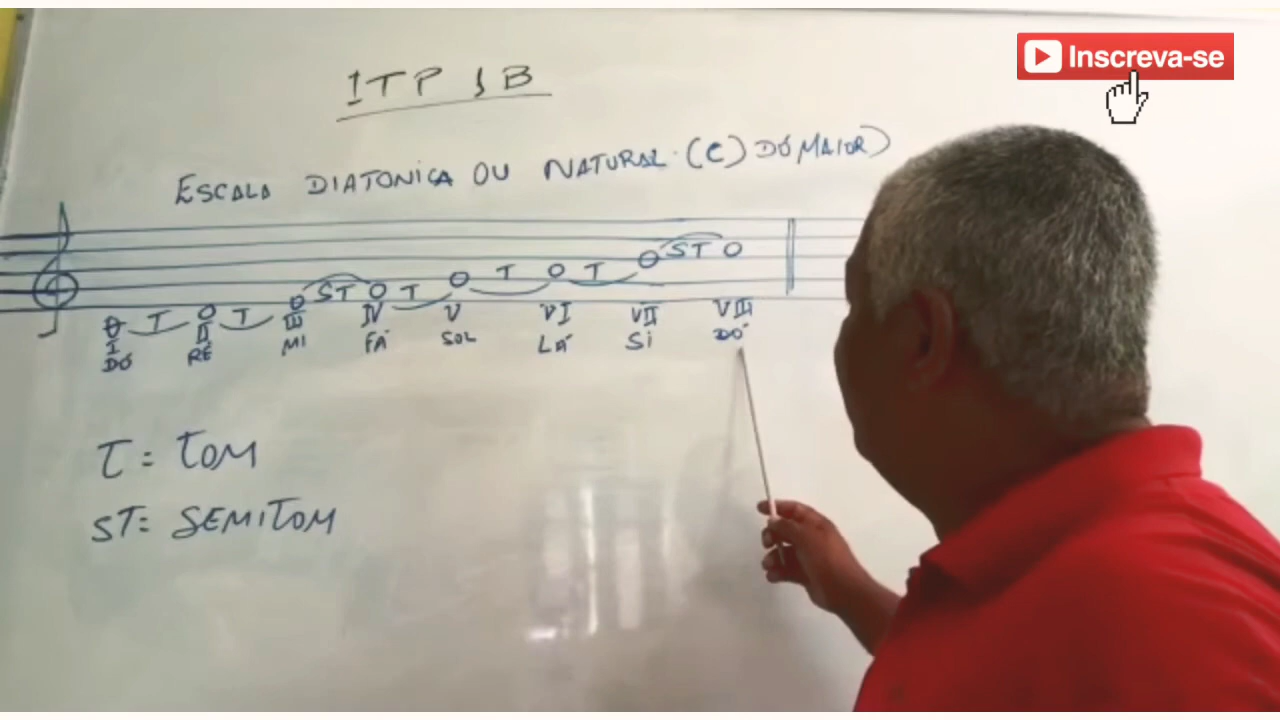 Inscreva-se
ITP 1B
ESCALA DIATONICA OU NATURAL. (C) DÓ MAIOR)
T T ST T T T ST
I II III IV V VI VII VIII
DÓ RÉ MI FÁ SOL LÁ SI DÓ
T = TOM
ST = SEMITOM